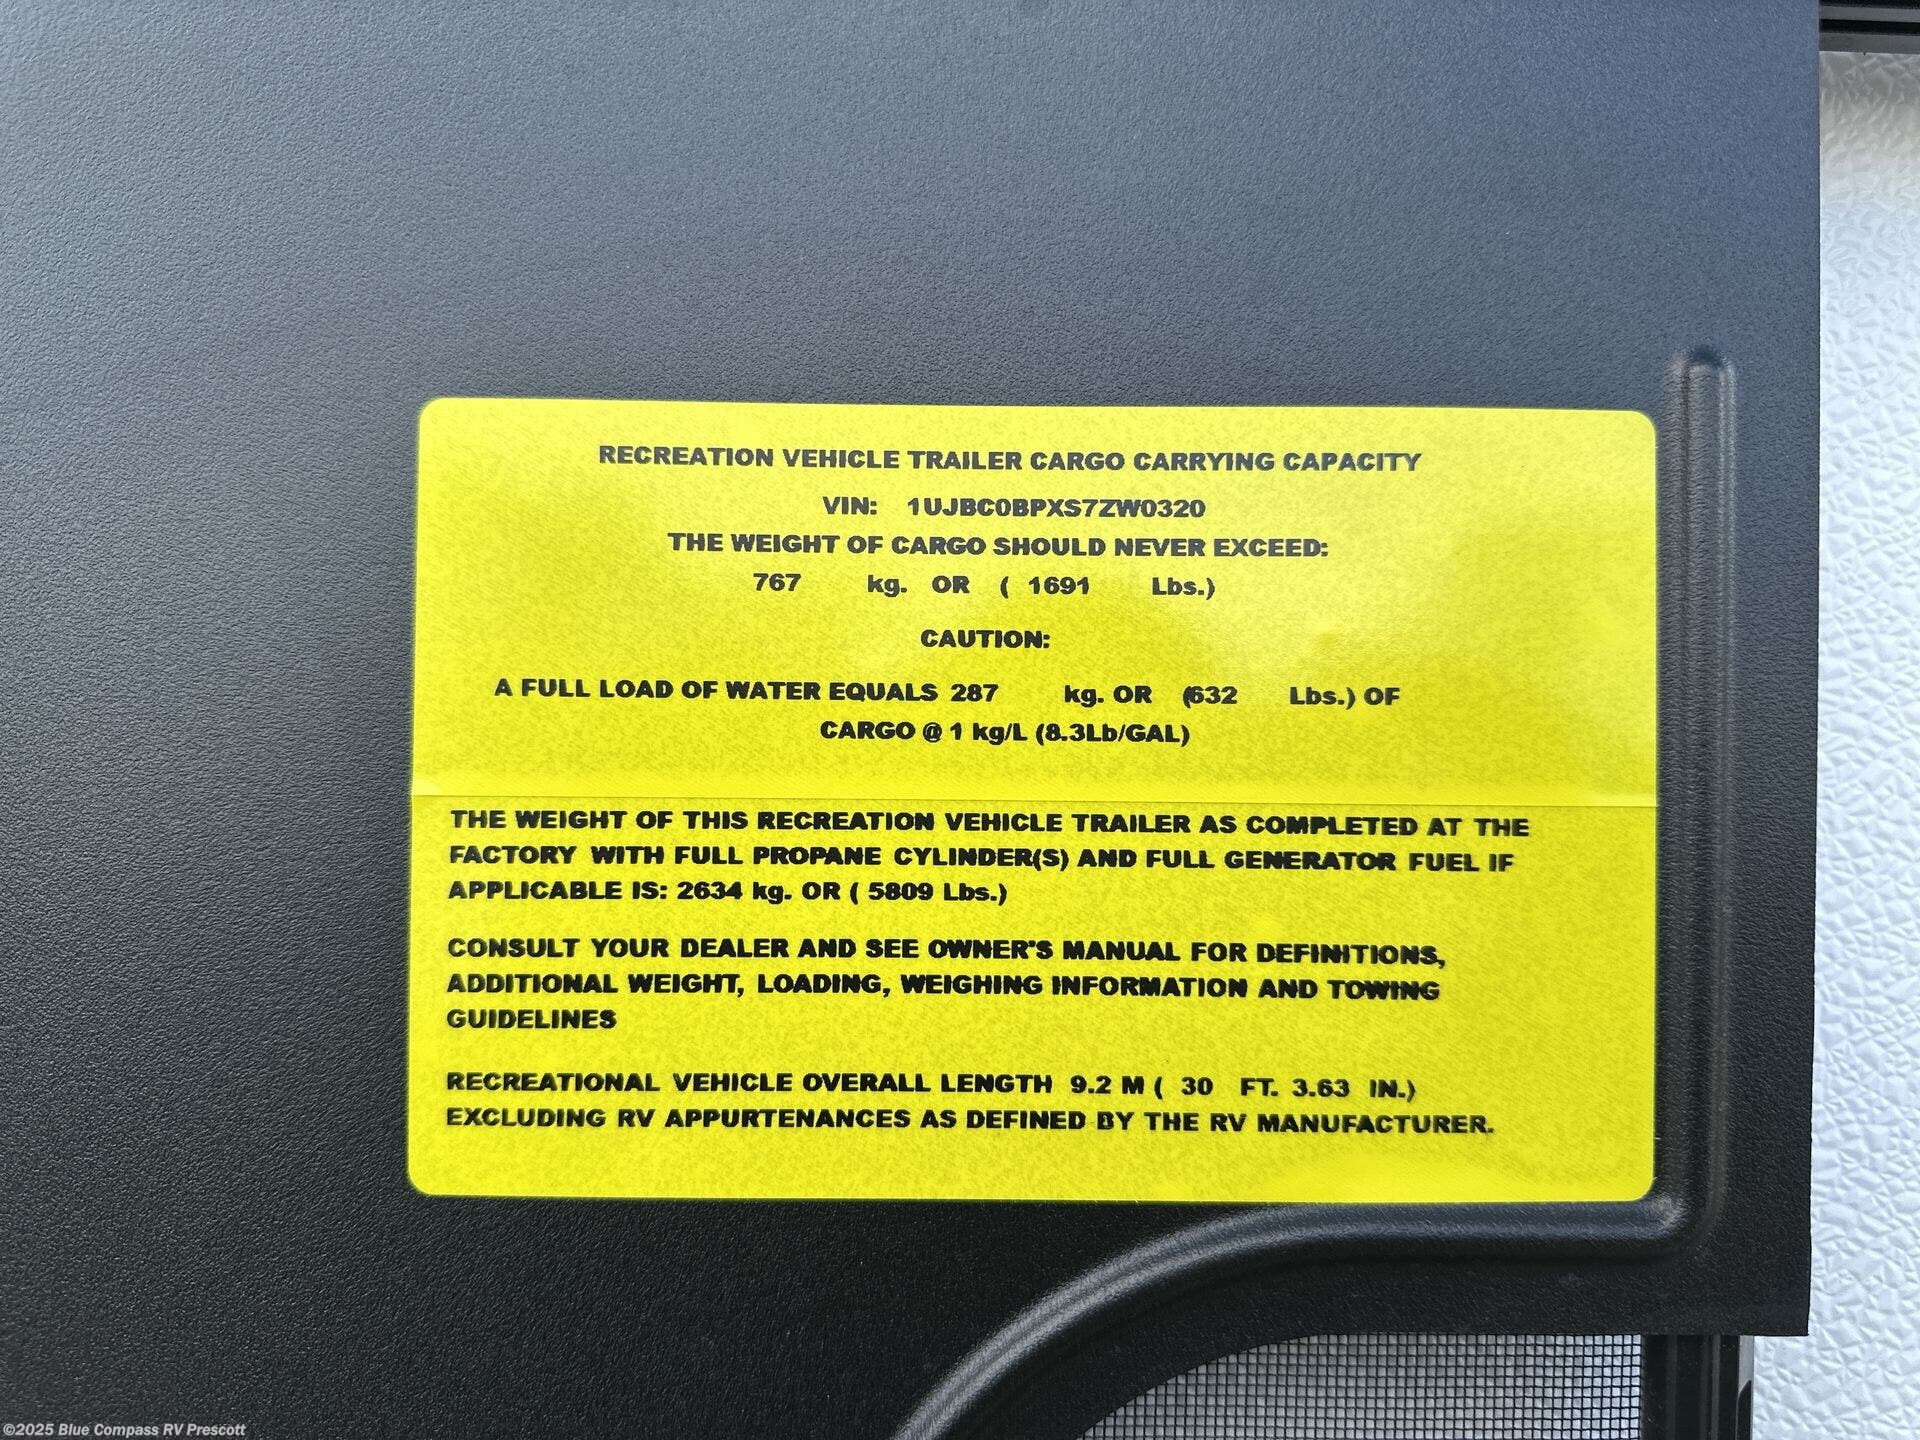 RECREATION VEHICLE TRAILER CARGO CARRYING CAPACITY
VIN: 1UJBC0BPXS7ZW0320
THE WEIGHT OF CARGO SHOULD NEVER EXCEED:
767 kg. OR ( 1691 Lbs.)
CAUTION:
A FULL LOAD OF WATER EQUALS 287 kg. OR (632 Lbs.) OF
CARGO @ 1 kg/L (8.3Lb/GAL)
THE WEIGHT OF THIS RECREATION VEHICLE TRAILER AS COMPLETED AT THE
FACTORY WITH FULL PROPANE CYLINDER(S) AND FULL GENERATOR FUEL IF
APPLICABLE IS: 2634 kg. OR ( 5809 Lbs.)
CONSULT YOUR DEALER AND SEE OWNER'S MANUAL FOR DEFINITIONS,
ADDITIONAL WEIGHT, LOADING, WEIGHING INFORMATION AND TOWING
GUIDELINES
RECREATIONAL VEHICLE OVERALL LENGTH 9.2 M ( 30 FT. 3.63 IN.)
EXCLUDING RV APPURTENANCES AS DEFINED BY THE RV MANUFACTURER.
©2025 Blue Compass RV Prescott